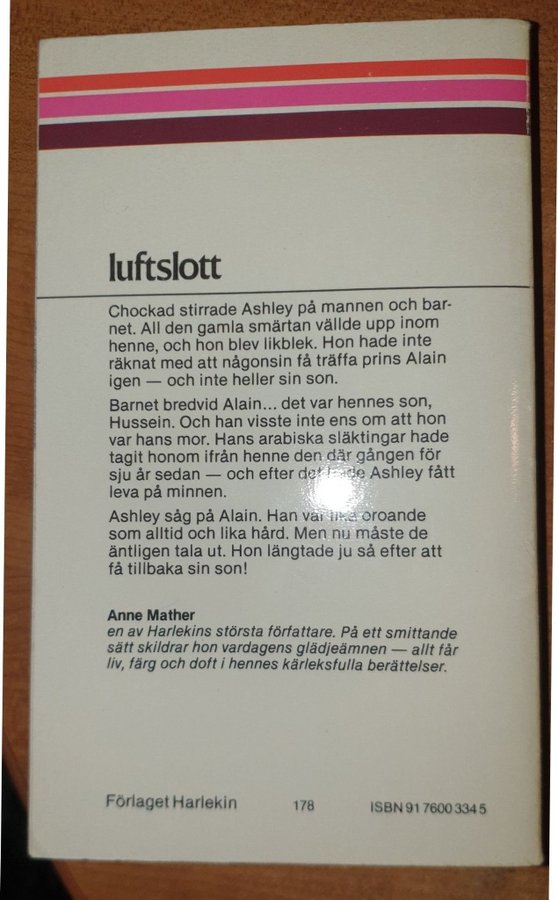 luftslott
Chockad stirrade Ashley på mannen och bar-
net. All den gamla smärtan vällde upp inom
henne, och hon blev likblek. Hon hade inte
räknat med att någonsin få träffa prins Alain
igen — och inte heller sin son.
Barnet bredvid Alain... det var hennes son,
Hussein. Och han visste inte ens om att hon
var hans mor. Hans arabiska släktingar hade
tagit honom ifrån henne den där gången för
sju år sedan — och efter det hade Ashley fått
leva på minnen.
Ashley såg på Alain. Han var lika oroande
som alltid och lika hård. Men nu måste de
äntligen tala ut. Hon längtade ju så efter att
få tillbaka sin son!
Anne Mather
en av Harlekins största författare. På ett smittande
sätt skildrar hon vardagens glädjeämnen — allt får
liv, färg och doft i hennes kärleksfulla berättelser.
Förlaget Harlekin 178 ISBN 91 7600 334 5